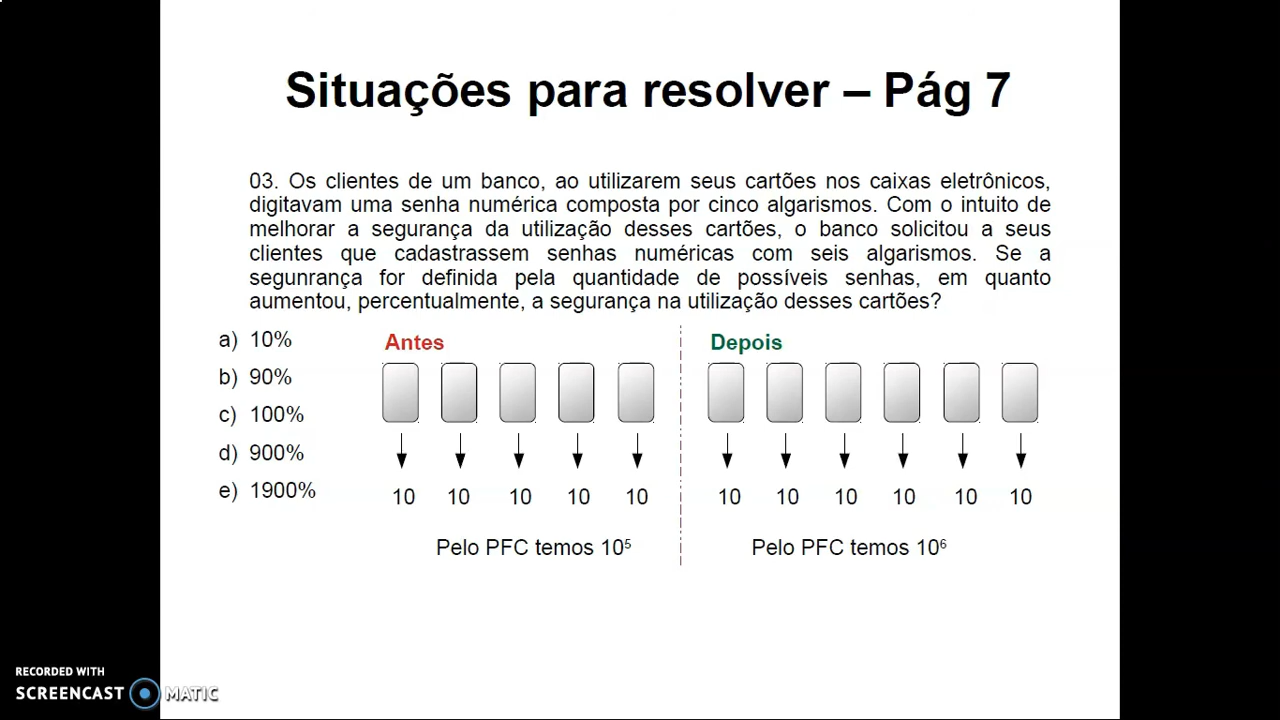 Situações para resolver – Pág 7
03. Os clientes de um banco, ao utilizarem seus cartões nos caixas eletrônicos,
digitavam uma senha numérica composta por cinco algarismos. Com o intuito de
melhorar a segurança da utilização desses cartões, o banco solicitou a seus
clientes que cadastrassem senhas numéricas com seis algarismos. Se a
segunrança for definida pela quantidade de possíveis senhas, em quanto
aumentou, percentualmente, a segurança na utilização desses cartões?
a) 10%
b) 90%
c) 100%
d) 900%
e) 1900%
Antes
10 10 10 10 10
Pelo PFC temos 10⁵
Depois
10 10 10 10 10 10
Pelo PFC temos 10⁶
RECORDED WITH
SCREENCAST MATIC